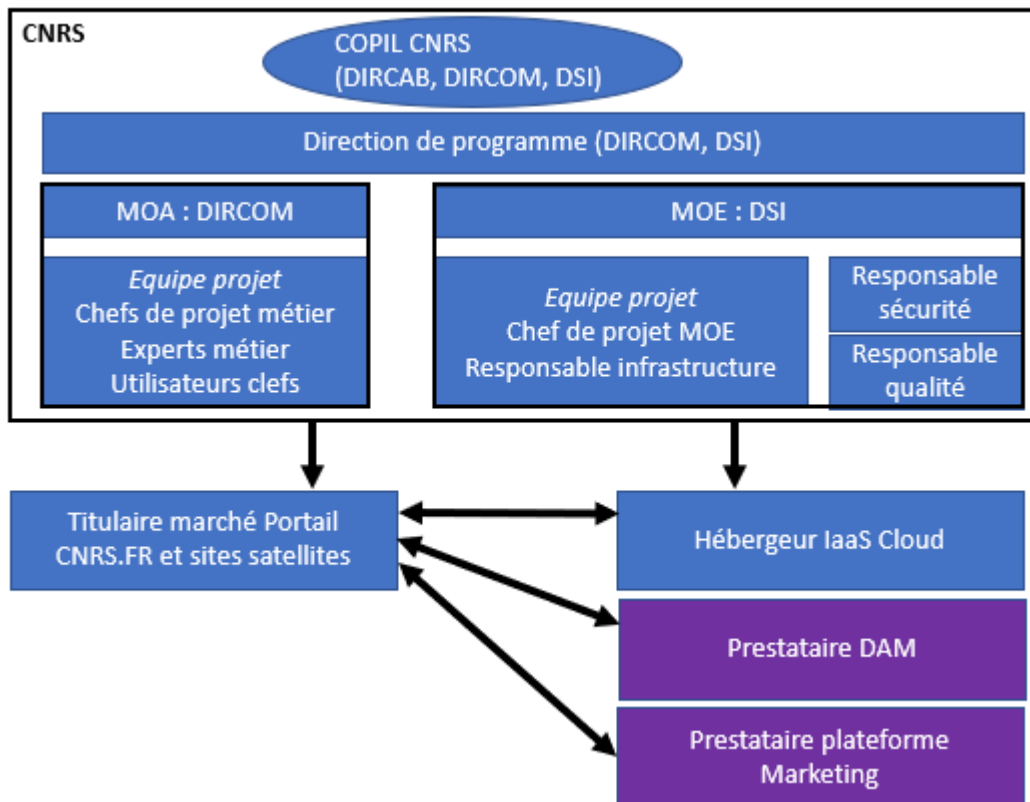 CNRS
COPIL CNRS
(DIRCAB, DIRCOM, DSI)
Direction de programme (DIRCOM, DSI)
MOA : DIRCOM
Equipe projet
Chefs de projet métier
Experts métier
Utilisateurs clefs
MOE : DSI
Equipe projet
Chef de projet MOE
Responsable infrastructure
Responsable
sécurité
Responsable
qualité
Titulaire marché Portail
CNRS.FR et sites satellites
Hébergeur IaaS Cloud
Prestataire DAM
Prestataire plateforme
Marketing